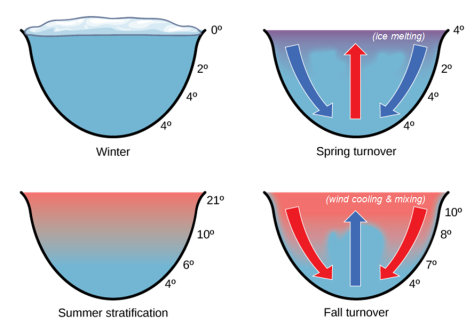 0º
2º
4º
4º
Winter
(ice melting)
4º
4º
4º
4º
Spring turnover
21º
10º
6º
4º
Summer stratification
(wind cooling & mixing)
10º
8º
7º
4º
Fall turnover